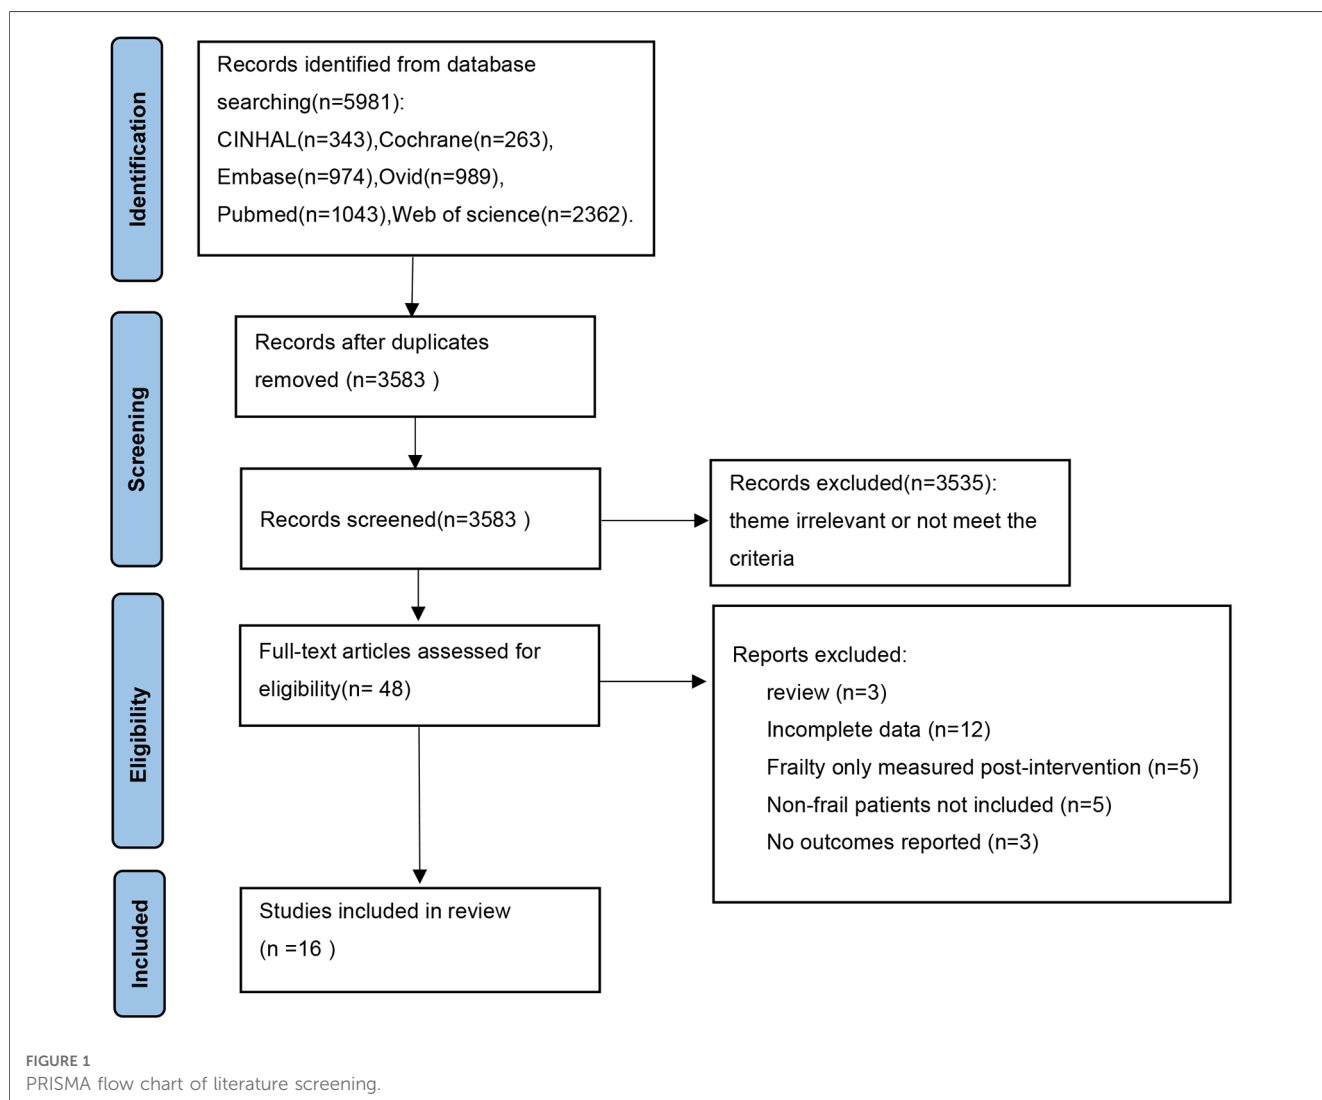 Identification
Records identified from database
searching(n=5981):
CINHAL(n=343),Cochrane(n=263),
Embase(n=974),Ovid(n=989),
Pubmed(n=1043),Web of science(n=2362).
Screening
Records after duplicates
removed (n=3583 )
Records screened(n=3583 )
Records excluded(n=3535):
theme irrelevant or not meet the
criteria
Eligibility
Full-text articles assessed for
eligibility(n= 48)
Reports excluded:
review (n=3)
Incomplete data (n=12)
Frailty only measured post-intervention (n=5)
Non-frail patients not included (n=5)
No outcomes reported (n=3)
Included
Studies included in review
(n =16 )
FIGURE 1
PRISMA flow chart of literature screening.